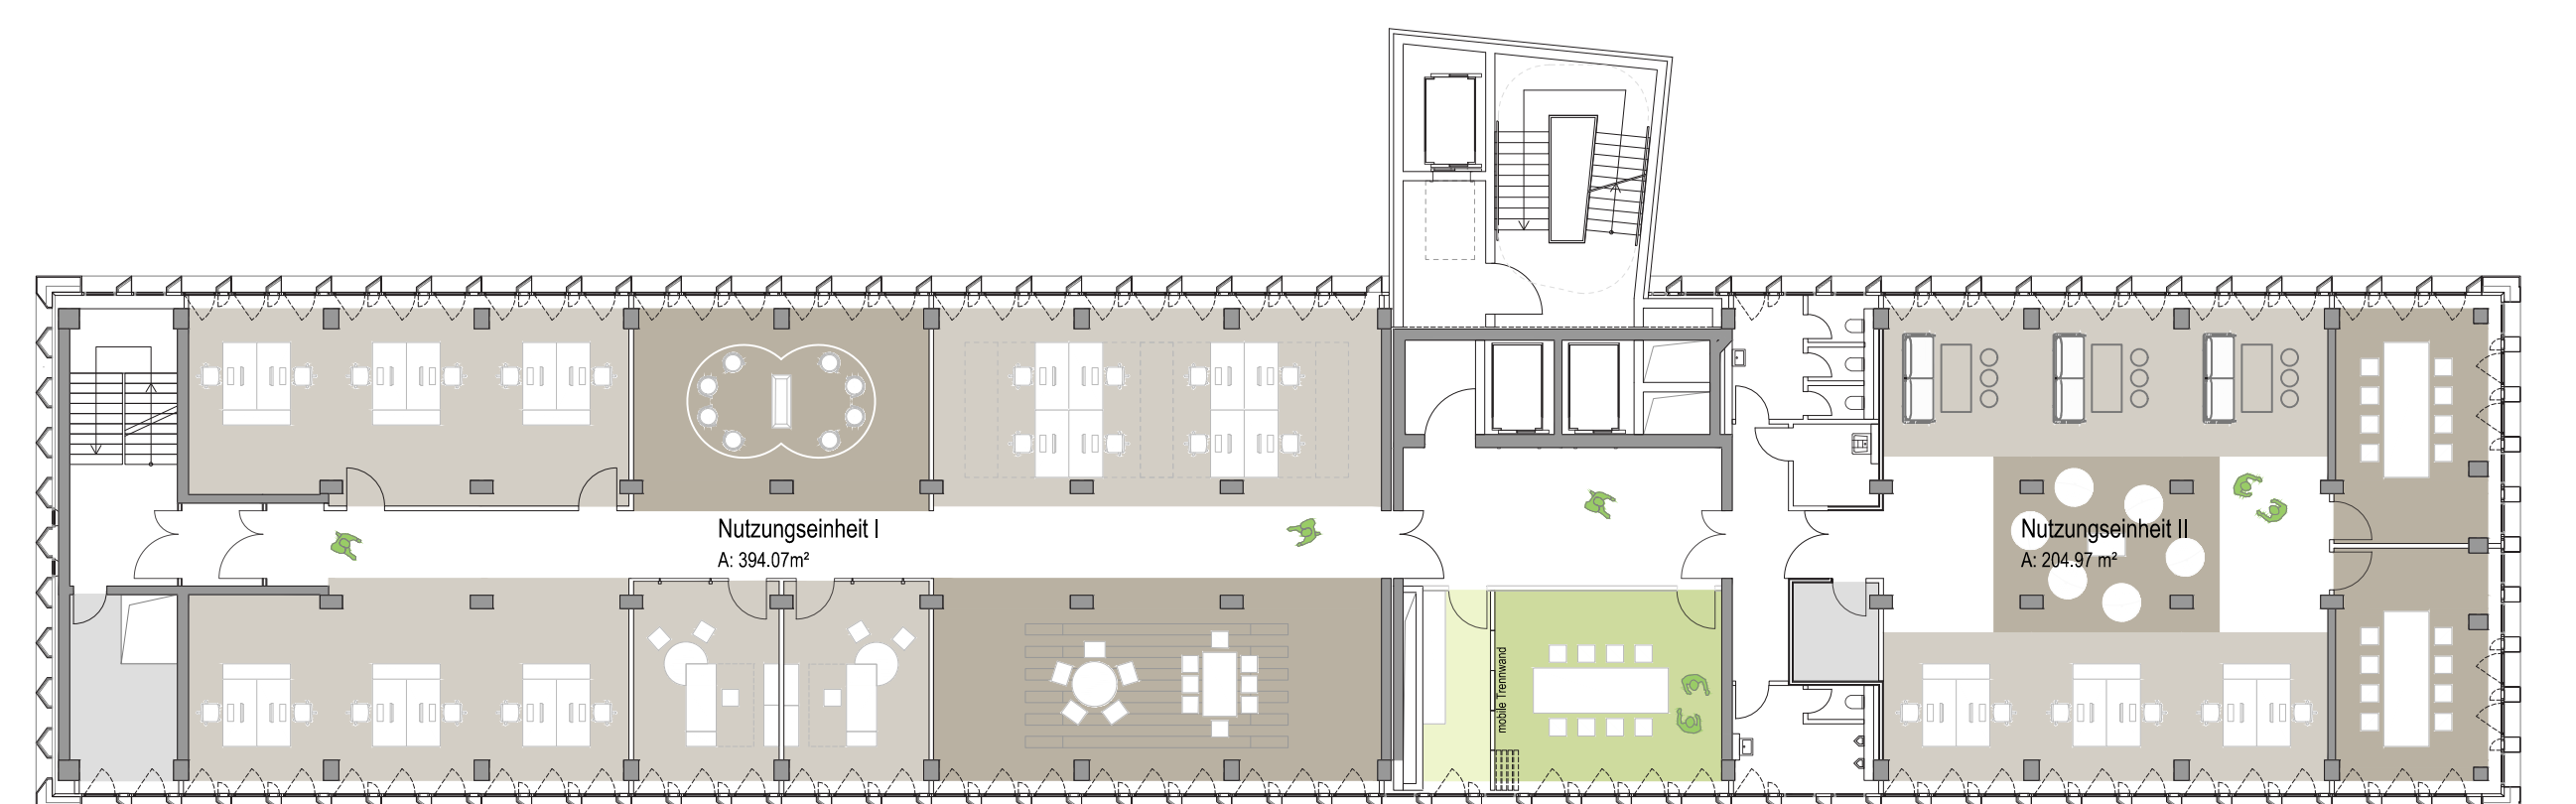 Nutzungseinheit I
A: 394.07m²
mobile Trennwand
Nutzungseinheit II
A: 204.97 m²